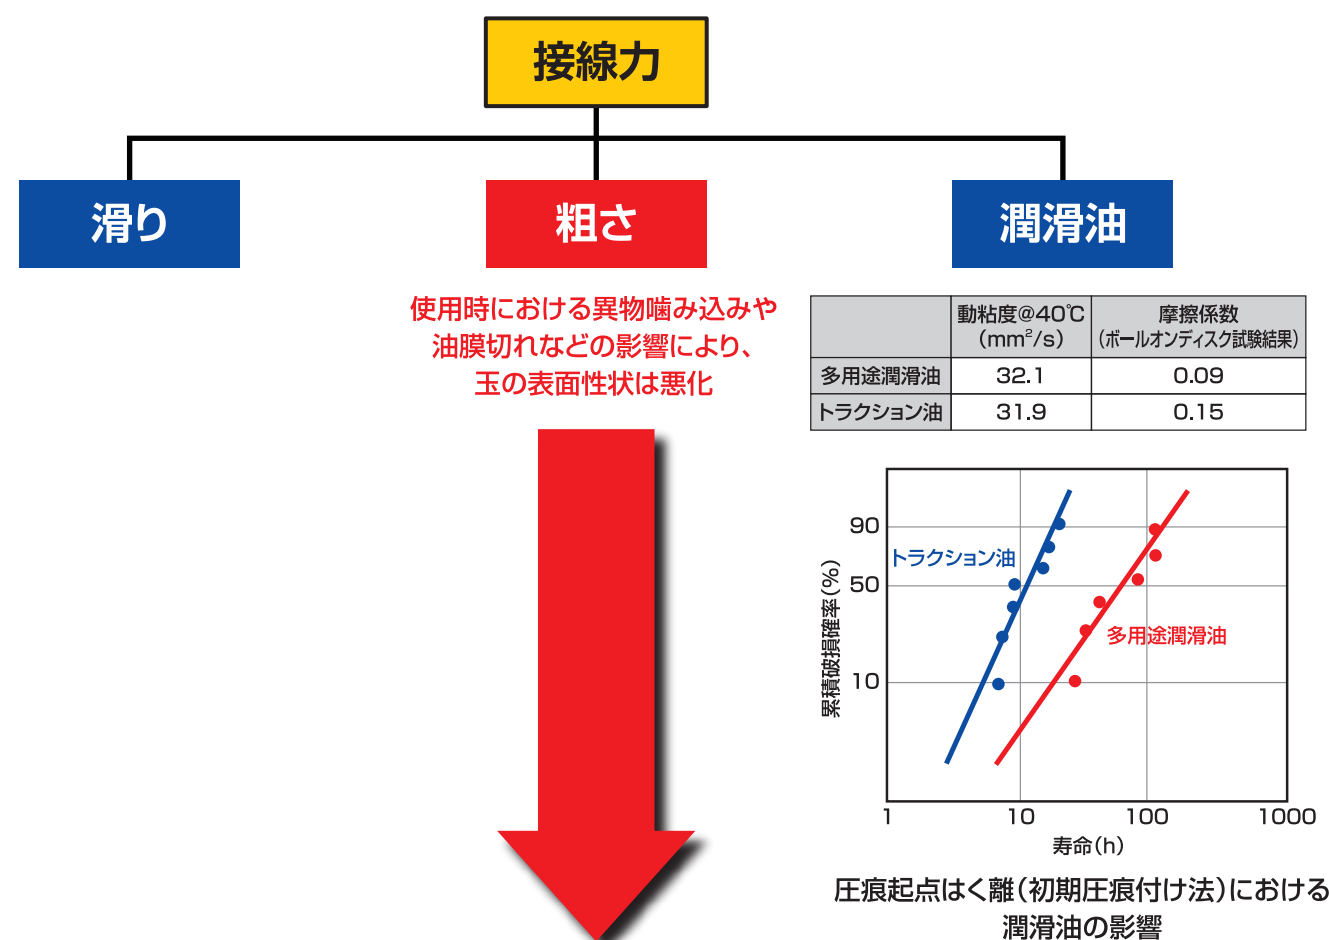 接線力
滑り
粗さ
潤滑油
使用時における異物噛み込みや
油膜切れなどの影響により、
玉の表面性状は悪化
動粘度@40℃
(mm²/s)
摩擦係数
(ボールオンディスク試験結果)
多用途潤滑油 32.1 0.09
トラクション油 31.9 0.15
90
50
10
累積破損確率(%)
トラクション油
多用途潤滑油
1 10 100 1000
寿命(h)
圧痕起点はく離(初期圧痕付け法)における
潤滑油の影響